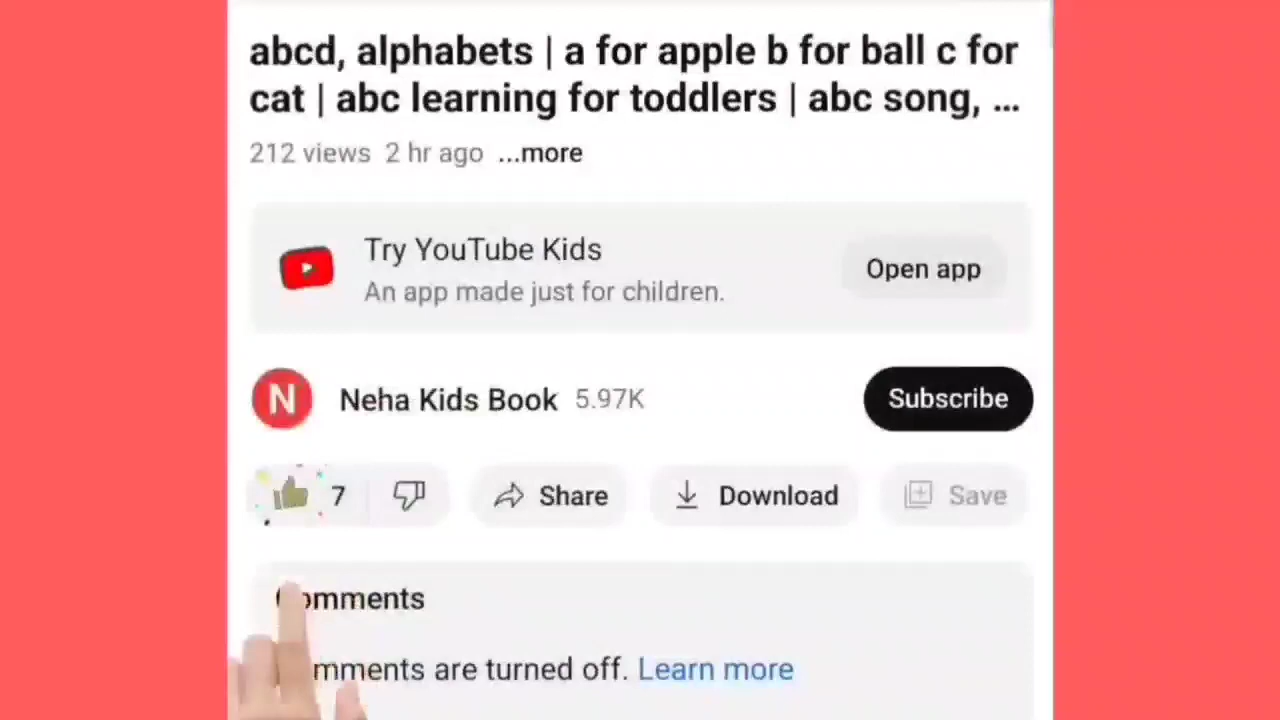 abcd, alphabets | a for apple b for ball c for
cat | abc learning for toddlers | abc song, ...
212 views 2 hr ago ...more
Try YouTube Kids
An app made just for children.
Open app
N
Neha Kids Book 5.97K
Subscribe
7
Share
Download
Save
Comments
mments are turned off. Learn more